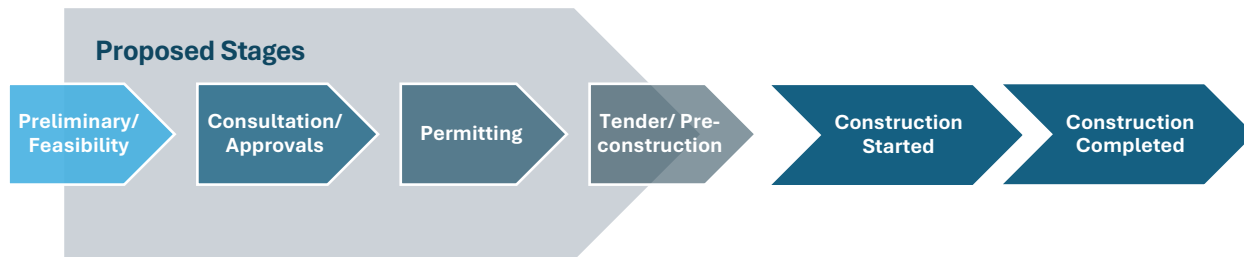 Proposed Stages
Preliminary/
Feasibility
Consultation/
Approvals
Permitting
Tender/ Pre-
construction
Construction
Started
Construction
Completed